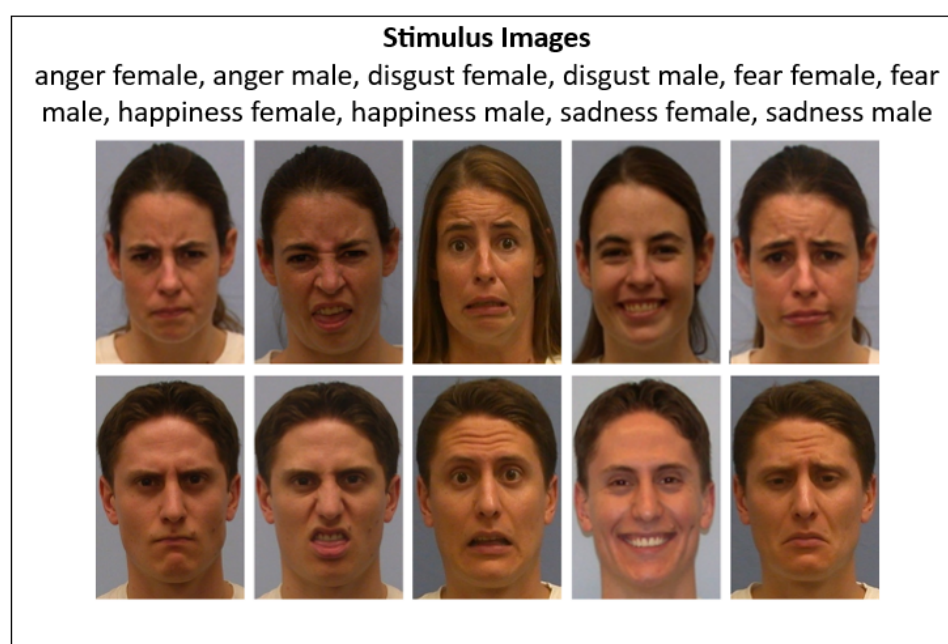 Stimulus Images
anger female, anger male, disgust female, disgust male, fear female, fear
male, happiness female, happiness male, sadness female, sadness male